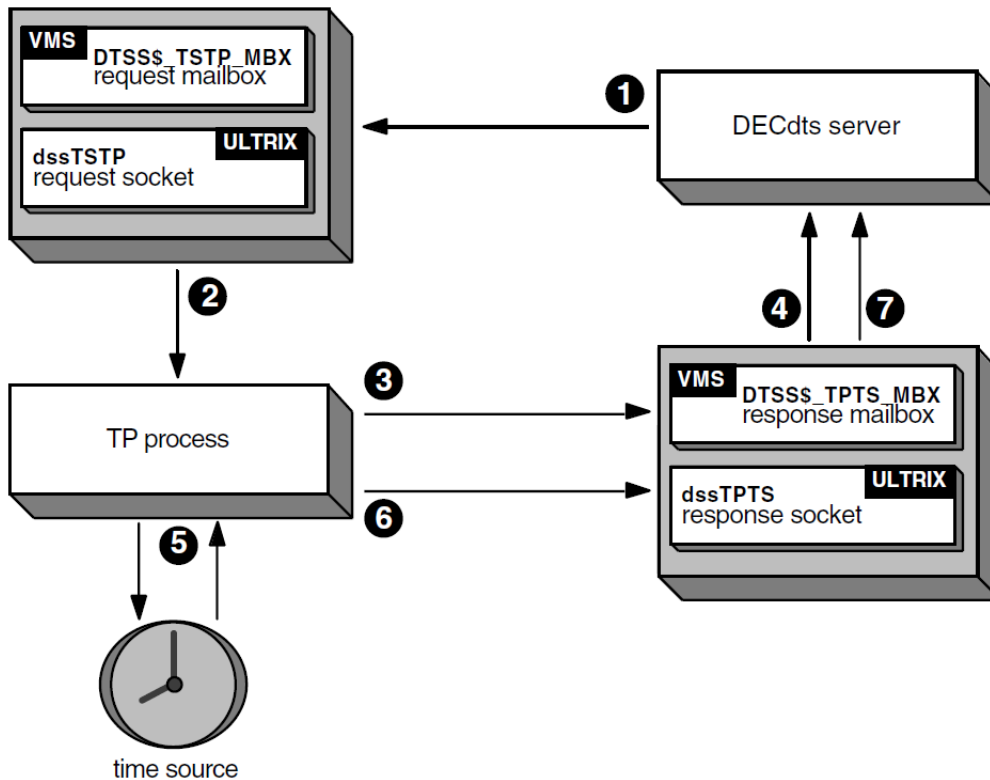 VMS
DTSS$_TSTP_MBX
request mailbox
ULTRIX
dssTSTP
request socket
1
DECdts server
2
4
7
3
TP process
VMS
DTSS$_TPTS_MBX
response mailbox
6
ULTRIX
dssTPTS
response socket
5
time source